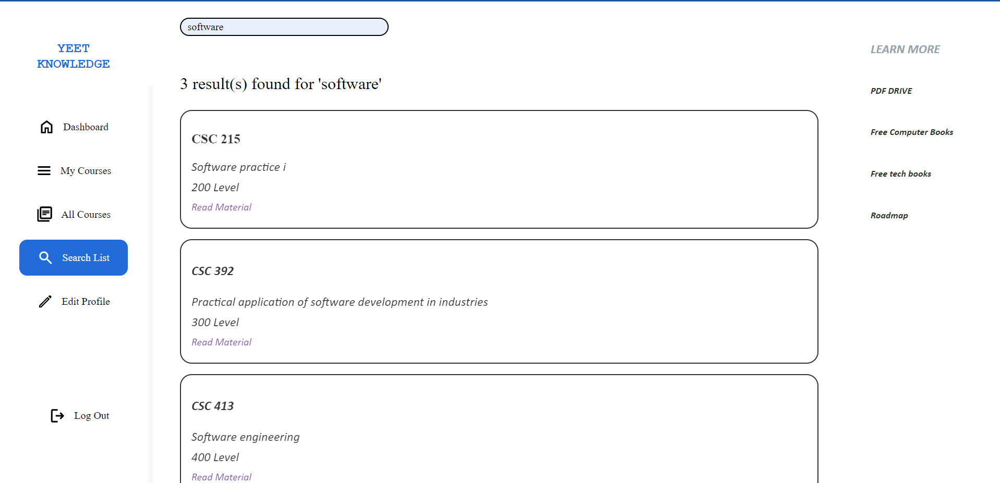 software
YEET
KNOWLEDGE
Dashboard
My Courses
All Courses
Search List
Edit Profile
Log Out
3 result(s) found for 'software'
CSC 215
Software practice i
200 Level
Read Material
CSC 392
Practical application of software development in industries
300 Level
Read Material
CSC 413
Software engineering
400 Level
Read Material
LEARN MORE
PDF DRIVE
Free Computer Books
Free tech books
Roadmap